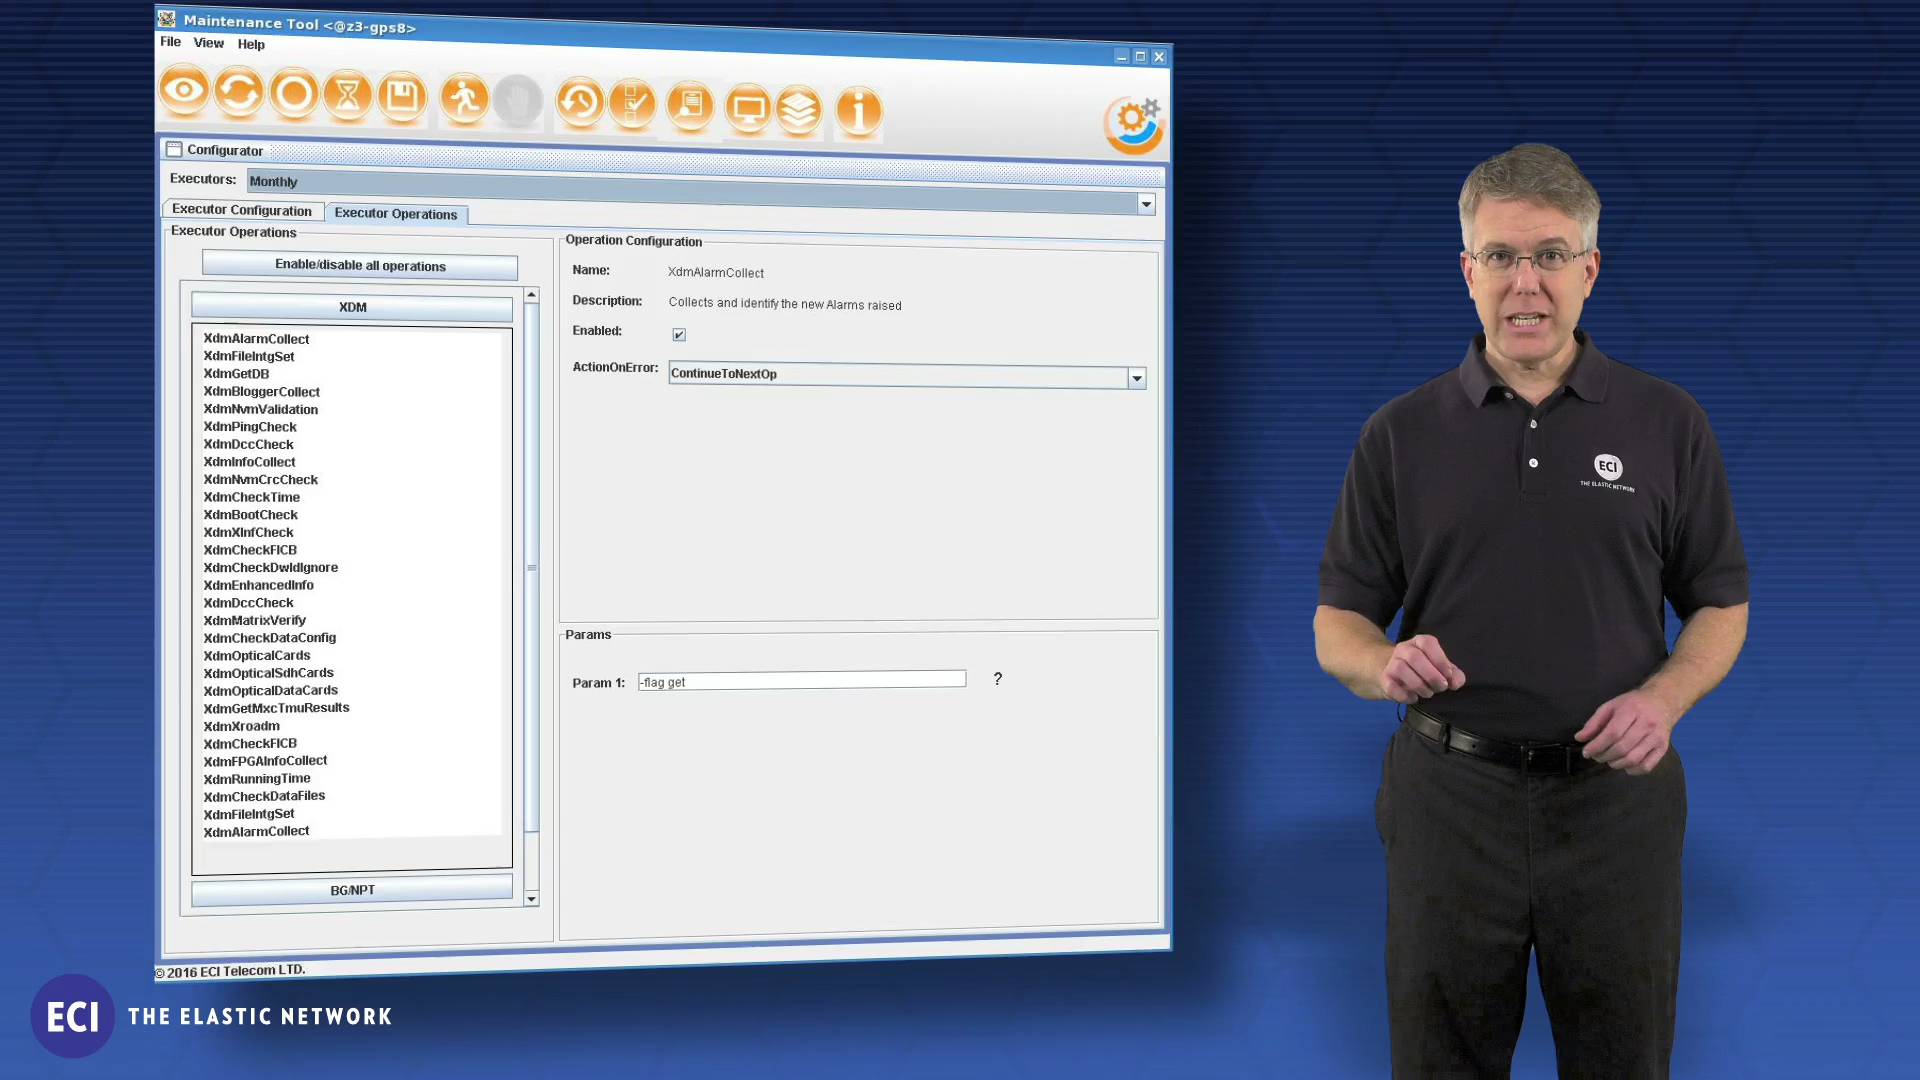 Maintenance Tool <@z3-gps8>
File View Help
Configurator
Executors: Monthly
Executor Configuration Executor Operations
Executor Operations
Enable/disable all operations
XDM
XdmAlarmCollect
XdmFileIntgSet
XdmGetDB
XdmBloggerCollect
XdmNvmValidation
XdmPingCheck
XdmDccCheck
XdmInfoCollect
XdmNvmCrcCheck
XdmCheckTime
XdmBootCheck
XdmXInfCheck
XdmCheckFICB
XdmCheckDwldIgnore
XdmEnhancedInfo
XdmDccCheck
XdmMatrixVerify
XdmCheckDataConfig
XdmOpticalCards
XdmOpticalSdhCards
XdmOpticalDataCards
XdmGetMxcTmuResults
XdmXroadm
XdmCheckFICB
XdmFPGAInfoCollect
XdmRunningTime
XdmCheckDataFiles
XdmFileIntgSet
XdmAlarmCollect
BG/NPT
Operation Configuration
Name: XdmAlarmCollect
Description: Collects and identify the new Alarms raised
Enabled:
ActionOnError: ContinueToNextOp
Params
Param 1: -flag get ?
© 2016 ECI Telecom LTD.
ECI THE ELASTIC NETWORK
ECI
THE ELASTIC NETWORK